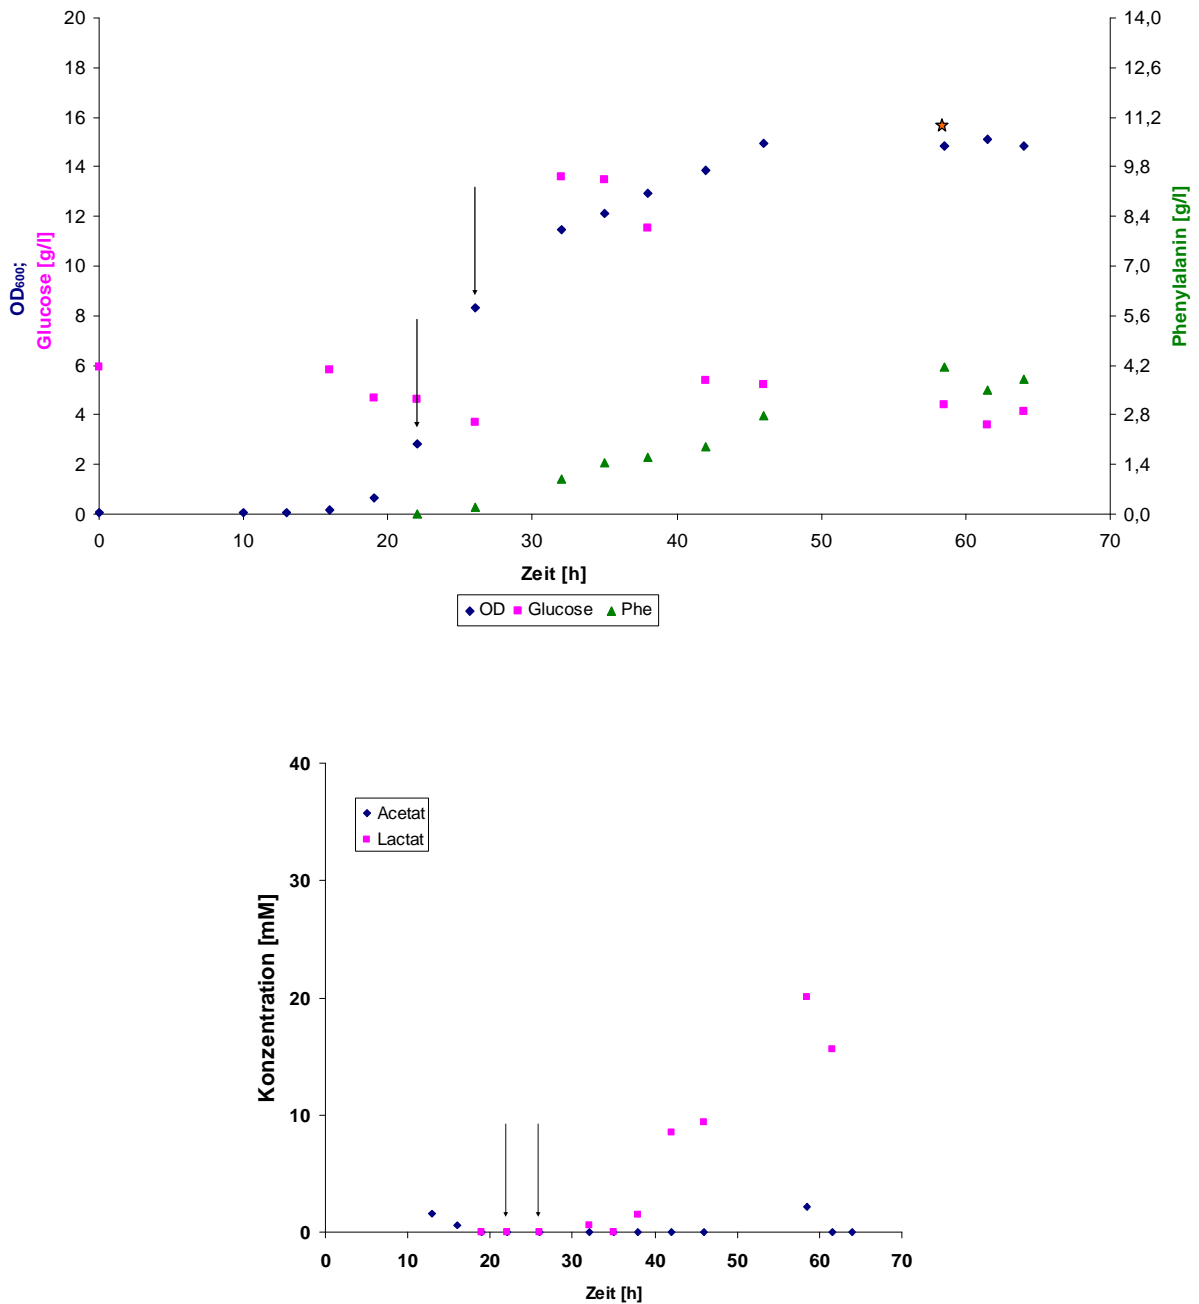 20
18
16
14
12
10
8
6
4
2
0
OD600;
Glucose [g/l]
14,0
12,6
11,2
9,8
8,4
7,0
5,6
4,2
2,8
1,4
0,0
Phenylalanin [g/l]
0 10 20 30 40 50 60 70
Zeit [h]
OD Glucose Phe
40
30
20
10
0
Konzentration [mM]
Acetat
Lactat
0 10 20 30 40 50 60 70
Zeit [h]